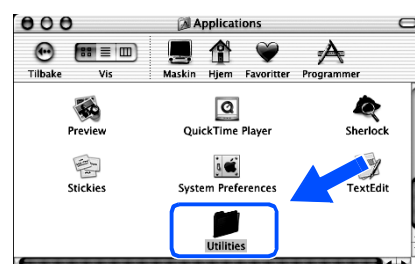 Applications
Tilbake Vis Maskin Hjem Favoritter Programmer
Preview QuickTime Player Sherlock
Stickies System Preferences TextEdit
Utilities